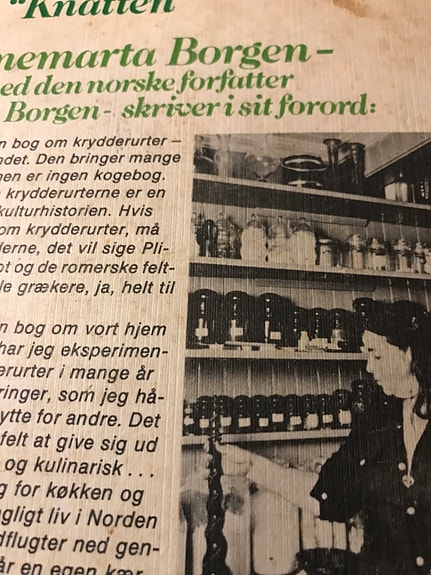 "Knatten"
nemarta Borgen –
ed den norske forfatter
Borgen - skriver i sit forord:
n bog om krydderurter –
ndet. Den bringer mange
men er ingen kogebog.
krydderurterne er en
kulturhistorien. Hvis
om krydderurter, må
derne, det vil sige Pli-
ot og de romerske felt-
le grækere, ja, helt til
n bog om vort hjem
har jeg eksperimen-
erurter i mange år
ringer, som jeg hå-
ytte for andre. Det
felt at give sig ud
og kulinarisk . . .
g for køkken og
gligt liv i Norden
dflugter ned gen-
år en egen kær